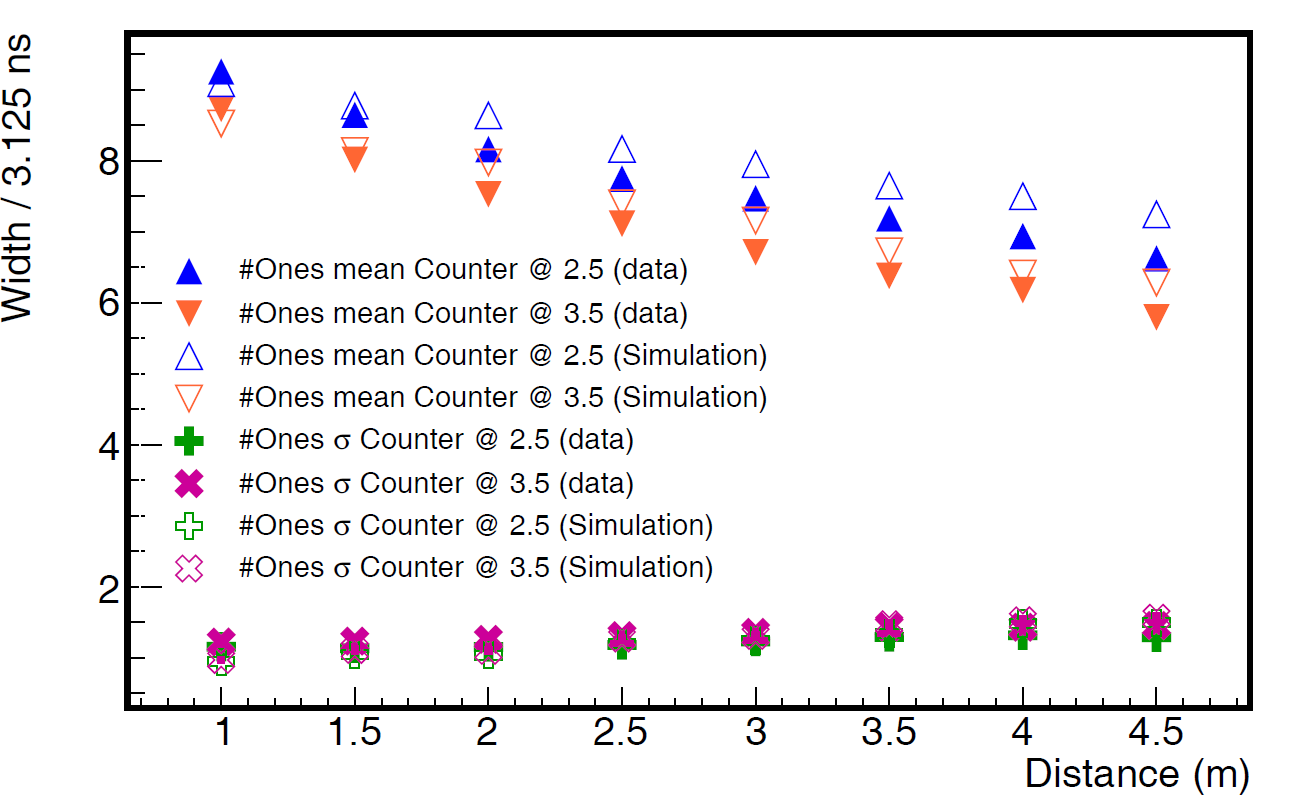 Width / 3.125 ns
8
6
4
2
#Ones mean Counter @ 2.5 (data)
#Ones mean Counter @ 3.5 (data)
#Ones mean Counter @ 2.5 (Simulation)
#Ones mean Counter @ 3.5 (Simulation)
#Ones σ Counter @ 2.5 (data)
#Ones σ Counter @ 3.5 (data)
#Ones σ Counter @ 2.5 (Simulation)
#Ones σ Counter @ 3.5 (Simulation)
1 1.5 2 2.5 3 3.5 4 4.5
Distance (m)